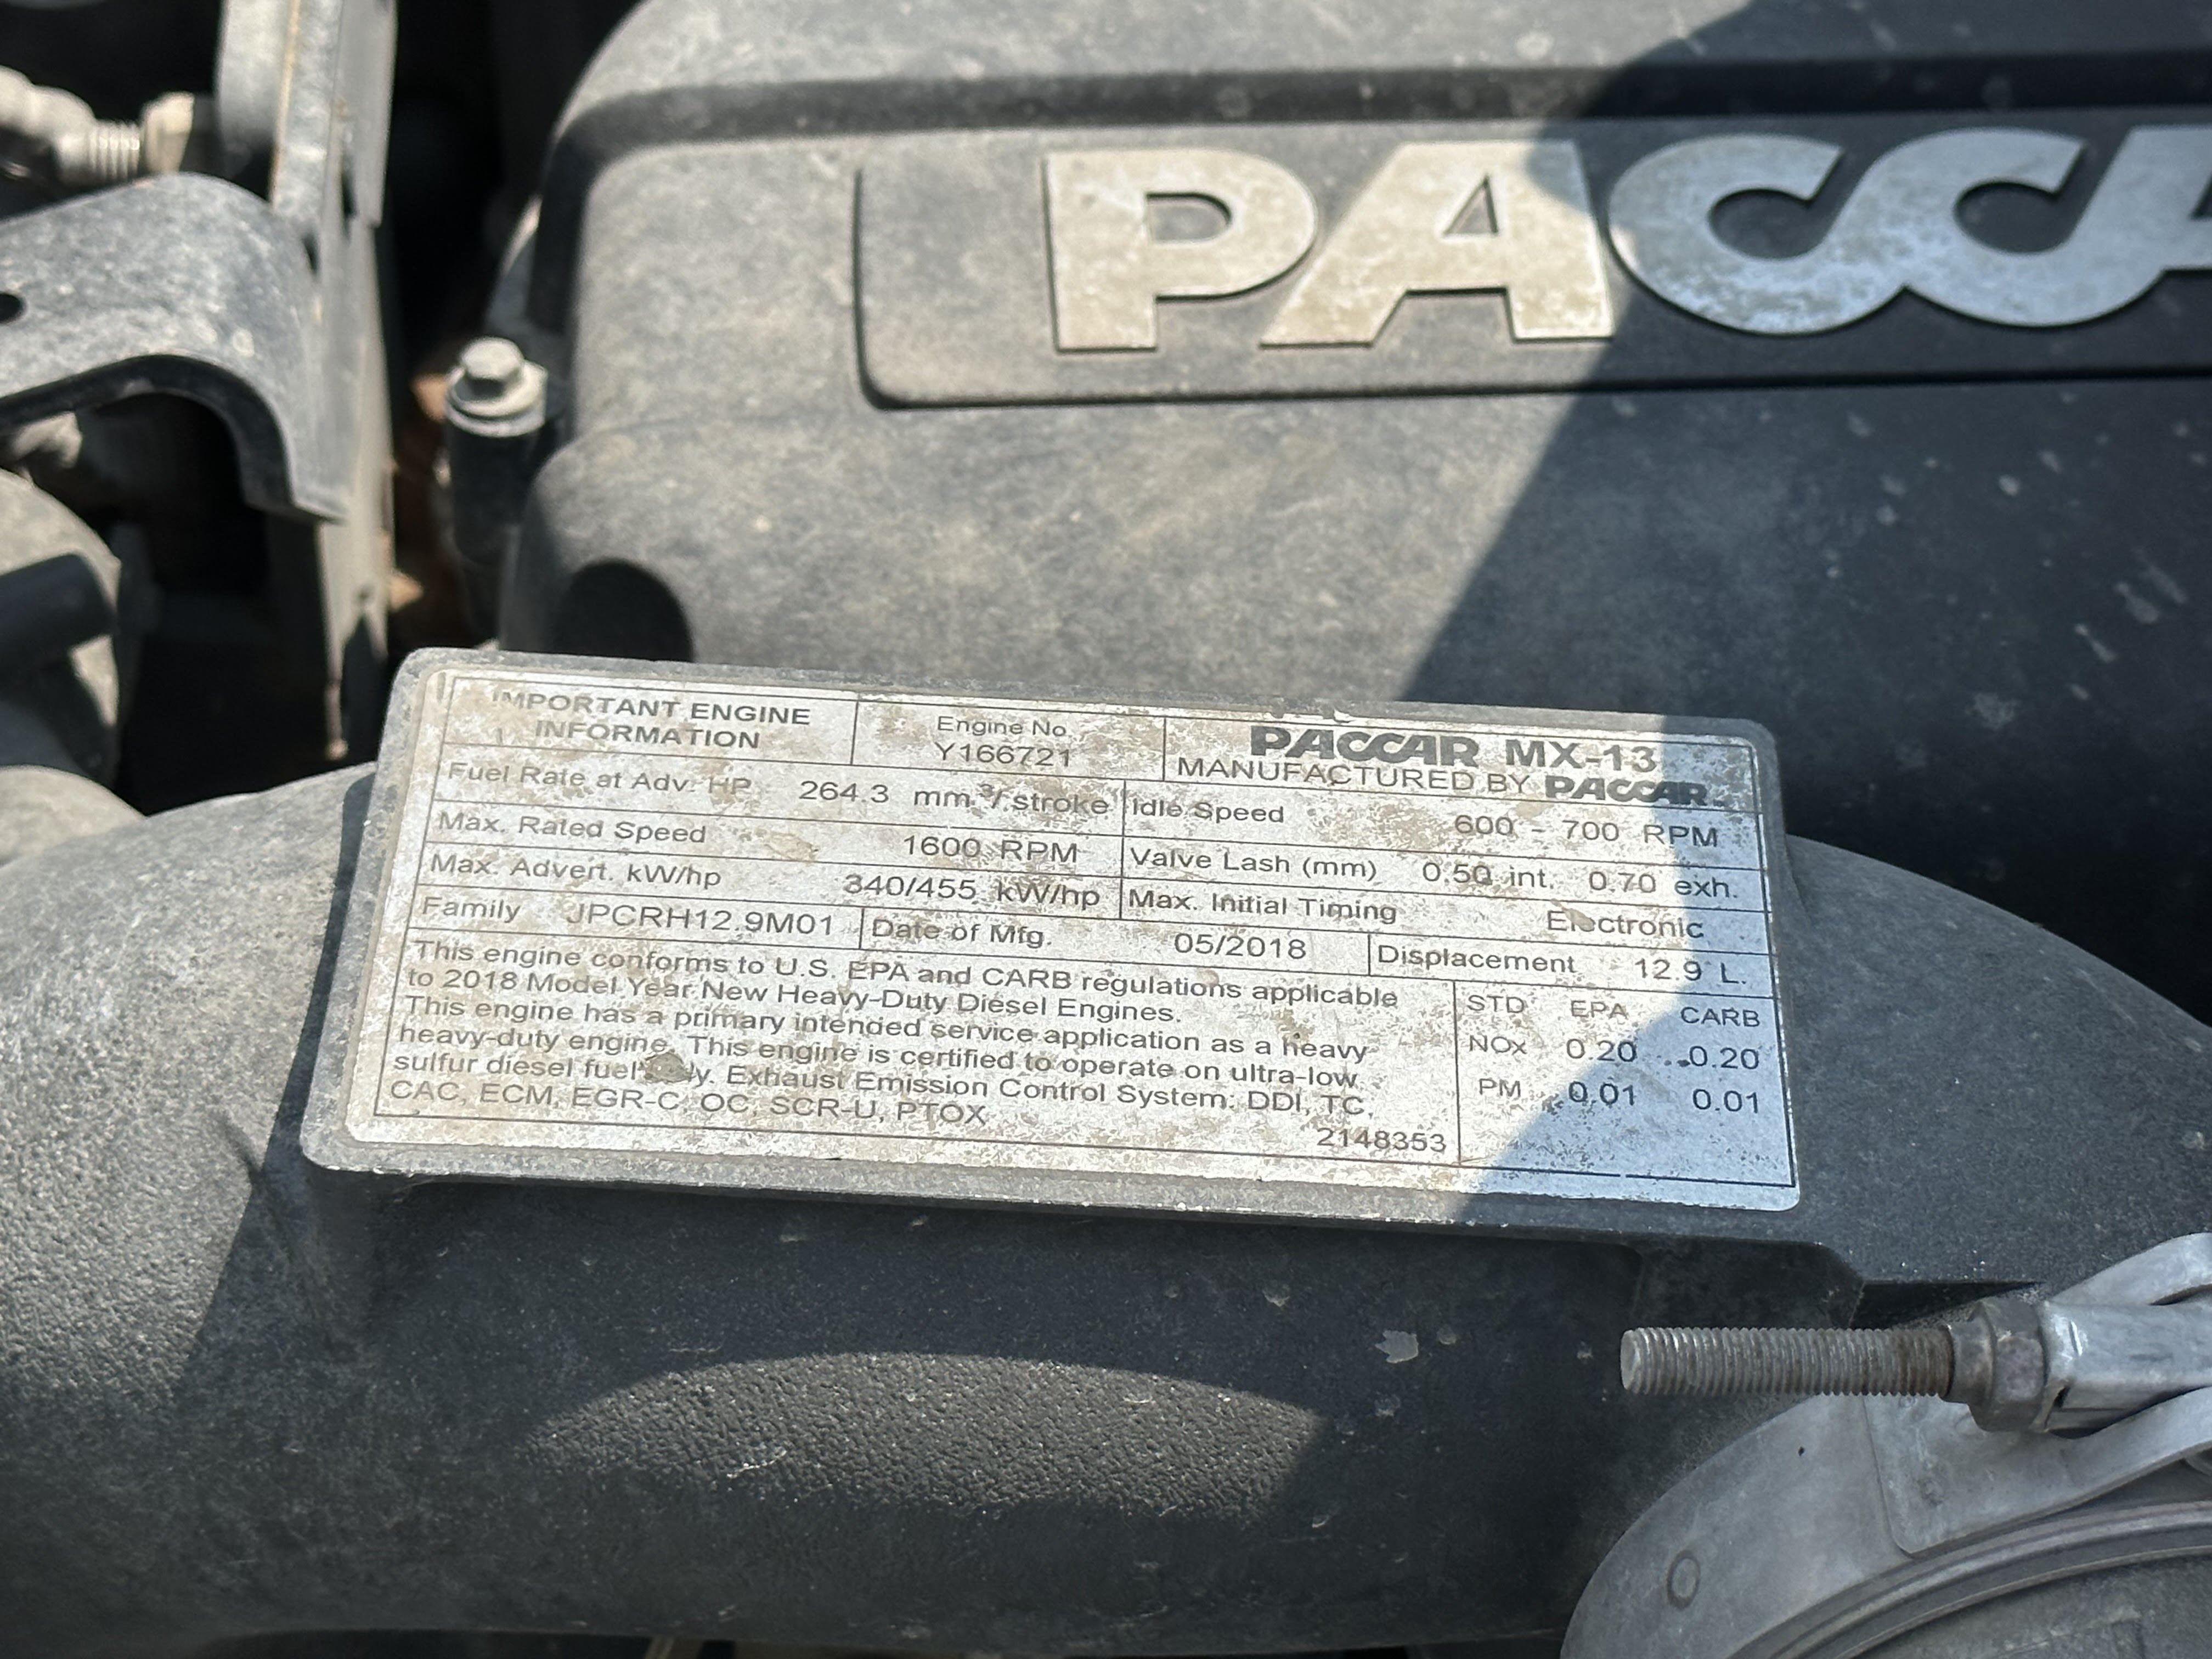 PACCA
IMPORTANT ENGINE
INFORMATION
Engine No.
Y166721
PACCAR MX-13
MANUFACTURED BY PACCAR
Fuel Rate at Adv. HP 264.3 mm³/ stroke
Idle Speed 600 - 700 RPM
Max. Rated Speed 1600 RPM
Valve Lash (mm) 0.50 int. 0.70 exh.
Max. Advert. kW/hp 340/455 kW/hp
Max. Initial Timing Electronic
Family JPCRH12.9M01
Date of Mfg. 05/2018
Displacement 12.9 L.
This engine conforms to U.S. EPA and CARB regulations applicable
to 2018 Model Year New Heavy-Duty Diesel Engines.
This engine has a primary intended service application as a heavy
heavy-duty engine. This engine is certified to operate on ultra-low
sulfur diesel fuel Exhaust Emission Control System: DDI, TC,
CAC, ECM, EGR-C, OC, SCR-U, PTOX
2148353
STD EPA CARB
NOx 0.20 0.20
PM 0.01 0.01